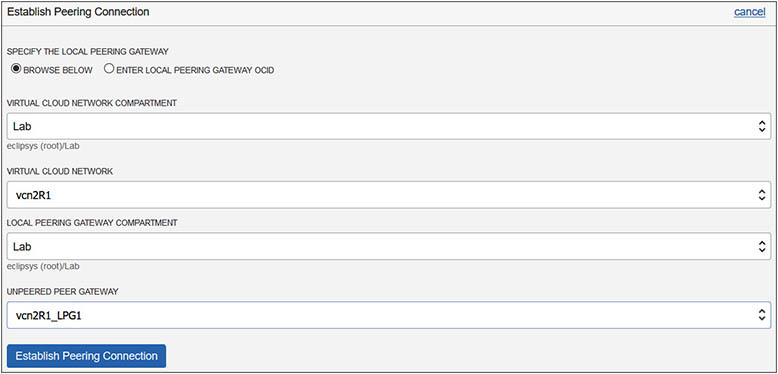 Establish Peering Connection
cancel
SPECIFY THE LOCAL PEERING GATEWAY
BROWSE BELOW
ENTER LOCAL PEERING GATEWAY OCID
VIRTUAL CLOUD NETWORK COMPARTMENT
Lab
eclipsys (root)/Lab
VIRTUAL CLOUD NETWORK
vcn2R1
LOCAL PEERING GATEWAY COMPARTMENT
Lab
eclipsys (root)/Lab
UNPEERED PEER GATEWAY
vcn2R1_LPG1
Establish Peering Connection